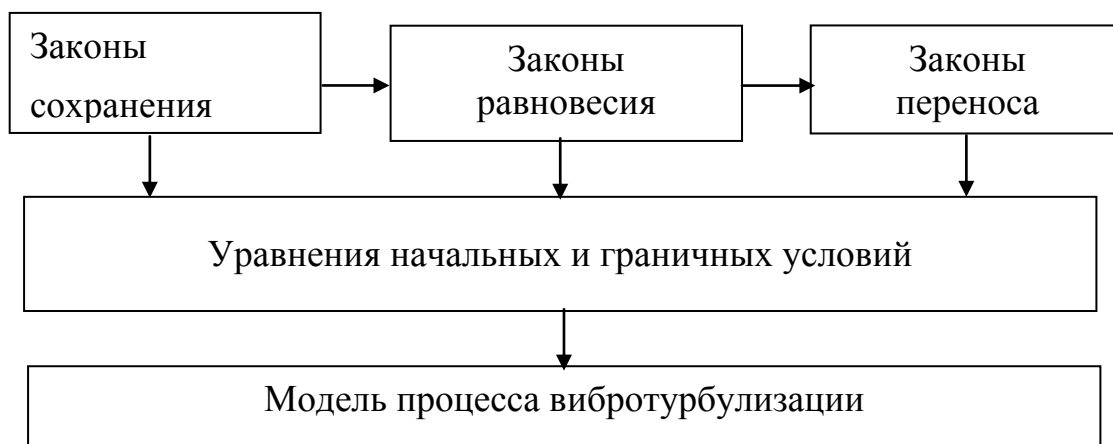 Законы
сохранения
Законы
равновесия
Законы
переноса
Уравнения начальных и граничных условий
Модель процесса вибротурбулизации